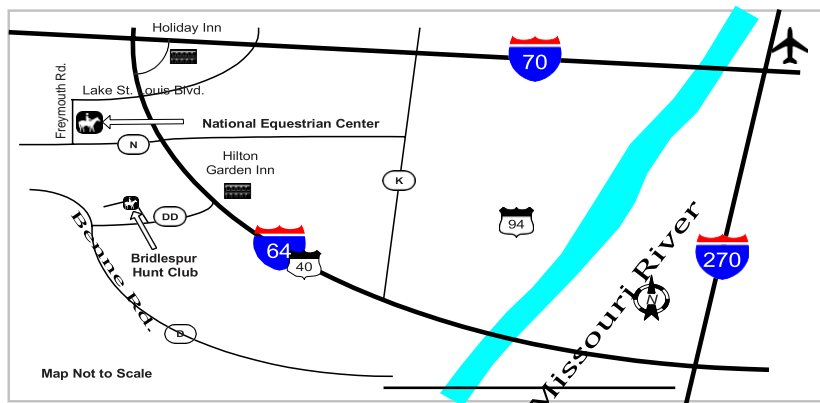 Holiday Inn
70
Lake St. Louis Blvd.
Freymouth Rd.
National Equestrian Center
N
Hilton
Garden Inn
K
DD
94
Bridlespur
Hunt Club
64
40
270
Benne Rd.
Missouri River
N
D
Map Not to Scale